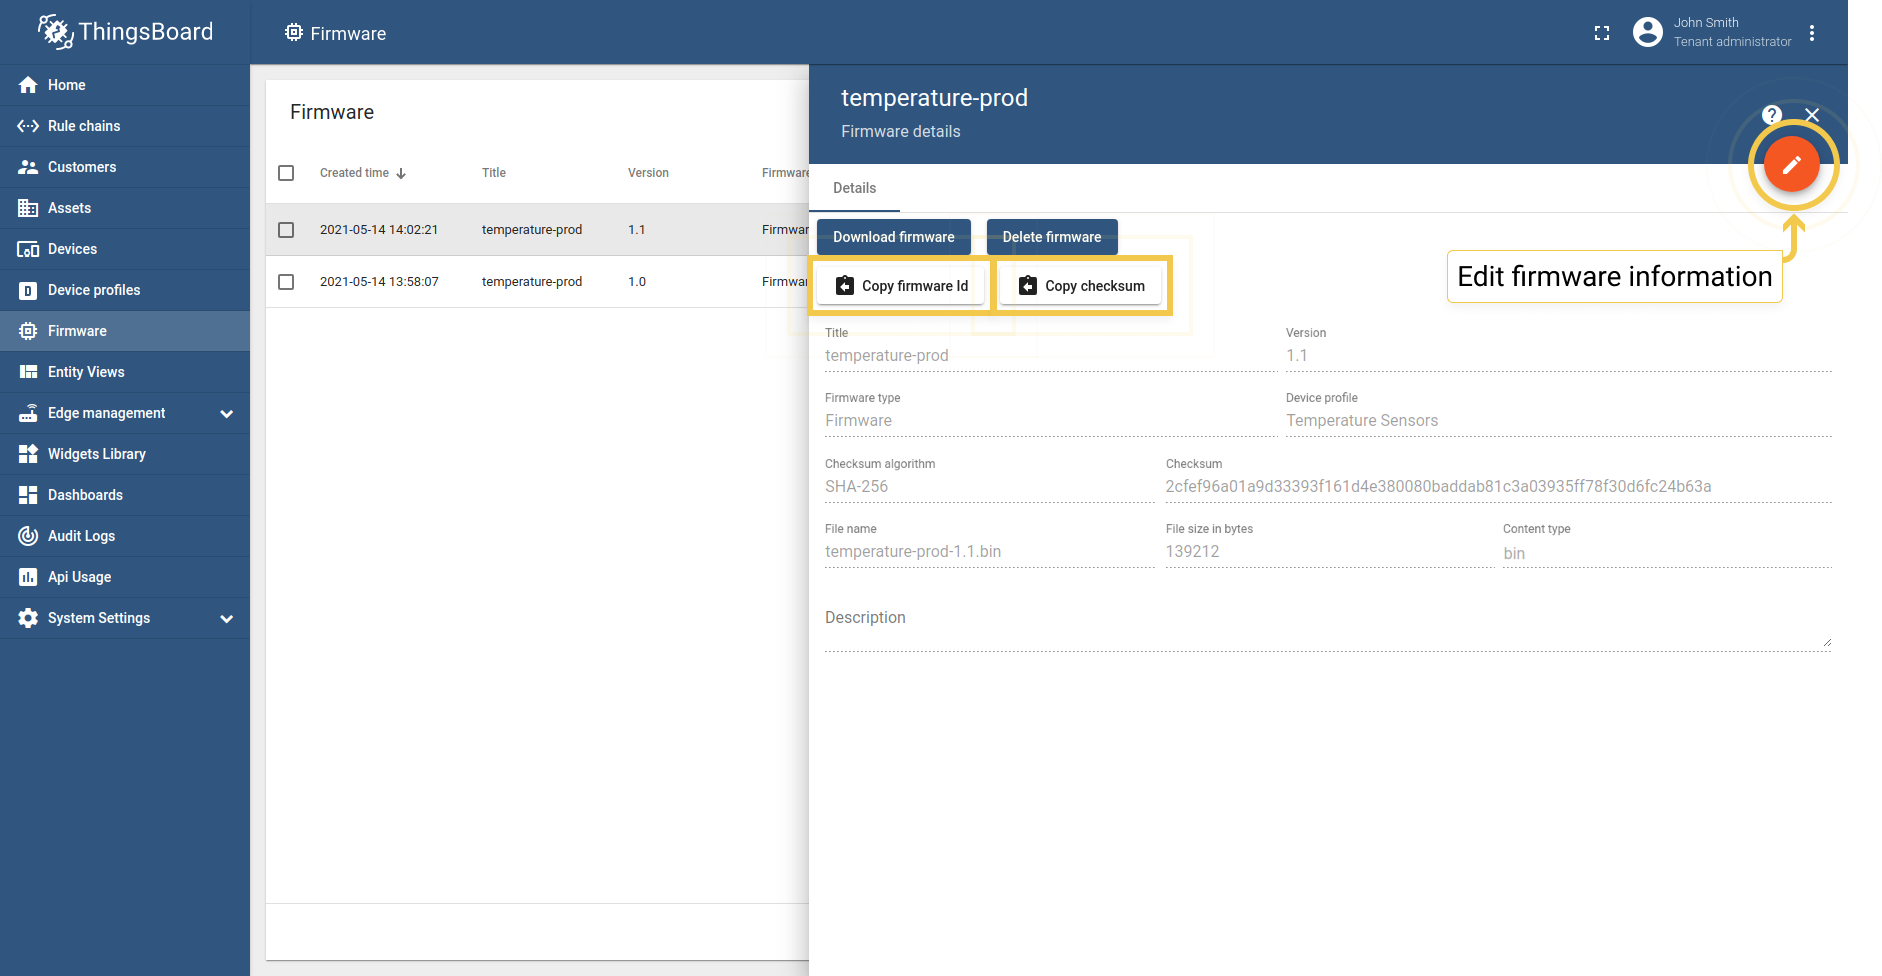 ThingsBoard
Firmware
John Smith
Tenant administrator
Home
Rule chains
Customers
Assets
Devices
Device profiles
Firmware
Entity Views
Edge management
Widgets Library
Dashboards
Audit Logs
Api Usage
System Settings
Firmware
Created time Title Version Firmware
2021-05-14 14:02:21 temperature-prod 1.1 Firmwar
2021-05-14 13:58:07 temperature-prod 1.0 Firmwar
temperature-prod
Firmware details
Details
Download firmware Delete firmware
Copy firmware Id Copy checksum
Edit firmware information
Title Version
temperature-prod 1.1
Firmware type Device profile
Firmware Temperature Sensors
Checksum algorithm Checksum
SHA-256 2cfef96a01a9d33393f161d4e380080baddab81c3a03935ff78f30d6fc24b63a
File name File size in bytes Content type
temperature-prod-1.1.bin 139212 bin
Description